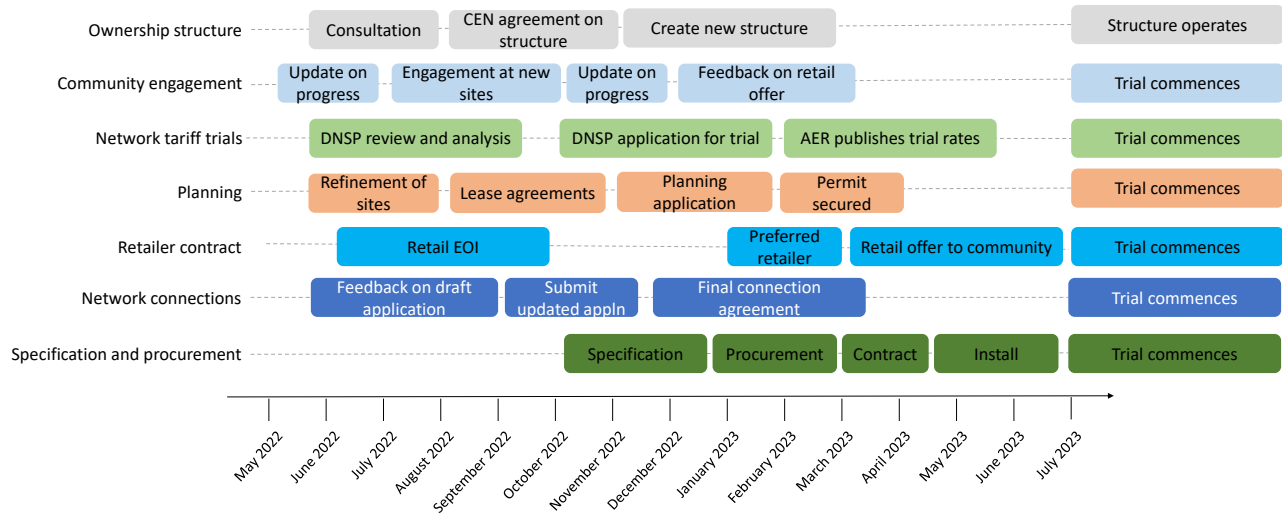 Ownership structure
Consultation
CEN agreement on
structure
Create new structure
Structure operates
Community engagement
Update on
progress
Engagement at new
sites
Update on
progress
Feedback on retail
offer
Trial commences
Network tariff trials
DNSP review and analysis
DNSP application for trial
AER publishes trial rates
Trial commences
Planning
Refinement of
sites
Lease agreements
Planning
application
Permit
secured
Trial commences
Retailer contract
Retail EOI
Preferred
retailer
Retail offer to community
Trial commences
Network connections
Feedback on draft
application
Submit
updated appln
Final connection
agreement
Trial commences
Specification and procurement
Specification
Procurement
Contract
Install
Trial commences
May 2022
June 2022
July 2022
August 2022
September 2022
October 2022
November 2022
December 2022
January 2023
February 2023
March 2023
April 2023
May 2023
June 2023
July 2023